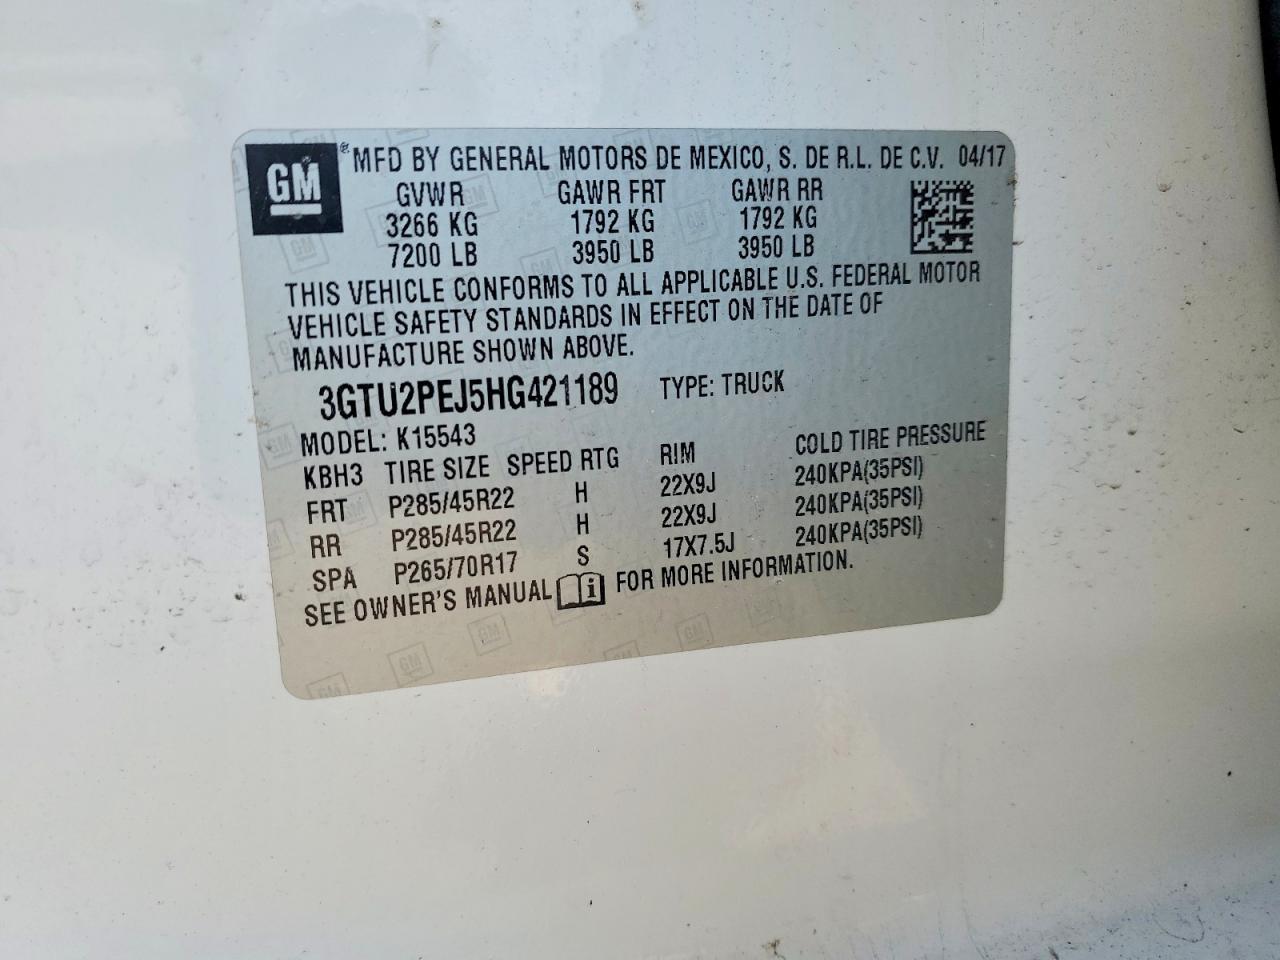 GM ® MFD BY GENERAL MOTORS DE MEXICO, S. DE R.L. DE C.V. 04/17
GVWR GAWR FRT GAWR RR
3266 KG 1792 KG 1792 KG
7200 LB 3950 LB 3950 LB
THIS VEHICLE CONFORMS TO ALL APPLICABLE U.S. FEDERAL MOTOR
VEHICLE SAFETY STANDARDS IN EFFECT ON THE DATE OF
MANUFACTURE SHOWN ABOVE.
3GTU2PEJ5HG421189 TYPE: TRUCK
MODEL: K15543
KBH3 TIRE SIZE SPEED RTG RIM COLD TIRE PRESSURE
FRT P285/45R22 H 22X9J 240KPA(35PSI)
RR P285/45R22 H 22X9J 240KPA(35PSI)
SPA P265/70R17 S 17X7.5J 240KPA(35PSI)
SEE OWNER'S MANUAL i FOR MORE INFORMATION.